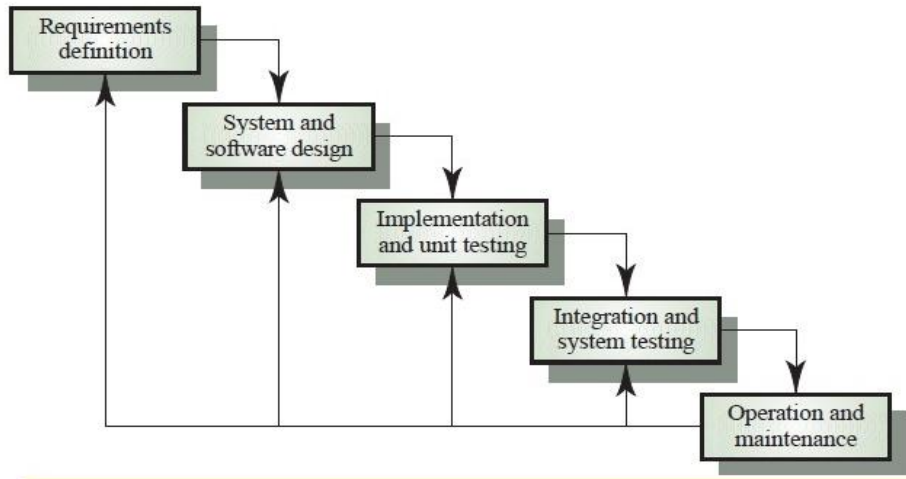 Requirements
definition
System and
software design
Implementation
and unit testing
Integration and
system testing
Operation and
maintenance